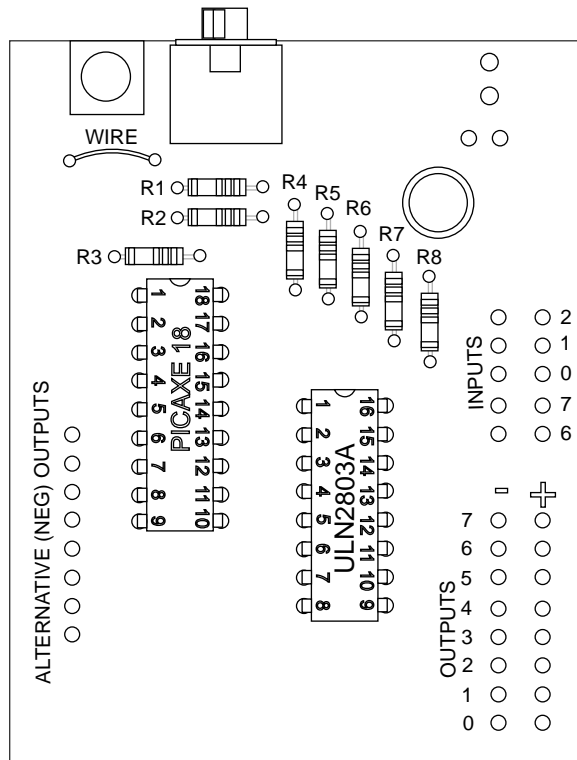 WIRE
R1
R2
R3
R4
R5
R6
R7
R8
1 18
2 17
3 16
4 15
5 14
6 13
7 12
8 11
9 10
PICAXE 18
1 16
2 15
3 14
4 13
5 12
6 11
7 10
8 9
ULN2803A
ALTERNATIVE (NEG) OUTPUTS
INPUTS
2
1
0
7
6
- +
OUTPUTS
7
6
5
4
3
2
1
0